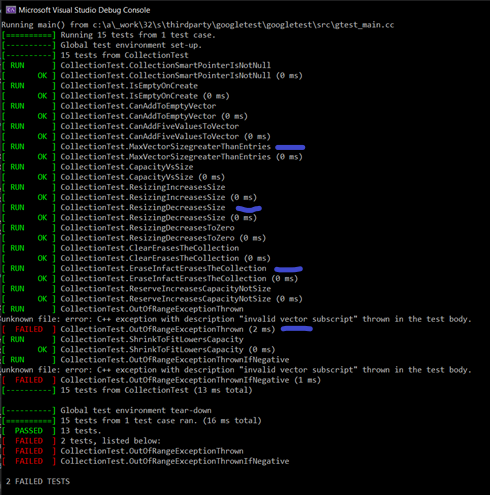 Microsoft Visual Studio Debug Console
Running main() from c:\a\_work\32\s\thirdparty\googletest\googletest\src\gtest_main.cc
[==========] Running 15 tests from 1 test case.
[----------] Global test environment set-up.
[----------] 15 tests from CollectionTest
[ RUN      ] CollectionTest.CollectionSmartPointerIsNotNull
[       OK ] CollectionTest.CollectionSmartPointerIsNotNull (0 ms)
[ RUN      ] CollectionTest.IsEmptyOnCreate
[       OK ] CollectionTest.IsEmptyOnCreate (0 ms)
[ RUN      ] CollectionTest.CanAddToEmptyVector
[       OK ] CollectionTest.CanAddToEmptyVector (0 ms)
[ RUN      ] CollectionTest.CanAddFiveValuesToVector
[       OK ] CollectionTest.CanAddFiveValuesToVector (0 ms)
[ RUN      ] CollectionTest.MaxVectorSizegreaterThanEntries
[       OK ] CollectionTest.MaxVectorSizegreaterThanEntries (0 ms)
[ RUN      ] CollectionTest.CapacityVsSize
[       OK ] CollectionTest.CapacityVsSize (0 ms)
[ RUN      ] CollectionTest.ResizingIncreasesSize
[       OK ] CollectionTest.ResizingIncreasesSize (0 ms)
[ RUN      ] CollectionTest.ResizingDecreasesSize
[       OK ] CollectionTest.ResizingDecreasesSize (0 ms)
[ RUN      ] CollectionTest.ResizingDecreasesToZero
[       OK ] CollectionTest.ResizingDecreasesToZero (0 ms)
[ RUN      ] CollectionTest.ClearErasesTheCollection
[       OK ] CollectionTest.ClearErasesTheCollection (0 ms)
[ RUN      ] CollectionTest.EraseInfactErasesTheCollection
[       OK ] CollectionTest.EraseInfactErasesTheCollection (0 ms)
[ RUN      ] CollectionTest.ReserveIncreasesCapacityNotSize
[       OK ] CollectionTest.ReserveIncreasesCapacityNotSize (0 ms)
[ RUN      ] CollectionTest.OutOfRangeExceptionThrown
unknown file: error: C++ exception with description "invalid vector subscript" thrown in the test body.
[  FAILED  ] CollectionTest.OutOfRangeExceptionThrown (2 ms)
[ RUN      ] CollectionTest.ShrinkToFitLowersCapacity
[       OK ] CollectionTest.ShrinkToFitLowersCapacity (0 ms)
[ RUN      ] CollectionTest.OutOfRangeExceptionThrownIfNegative
unknown file: error: C++ exception with description "invalid vector subscript" thrown in the test body.
[  FAILED  ] CollectionTest.OutOfRangeExceptionThrownIfNegative (1 ms)
[----------] 15 tests from CollectionTest (13 ms total)
[----------] Global test environment tear-down
[==========] 15 tests from 1 test case ran. (16 ms total)
[  PASSED  ] 13 tests.
[  FAILED  ] 2 tests, listed below:
[  FAILED  ] CollectionTest.OutOfRangeExceptionThrown
[  FAILED  ] CollectionTest.OutOfRangeExceptionThrownIfNegative
2 FAILED TESTS